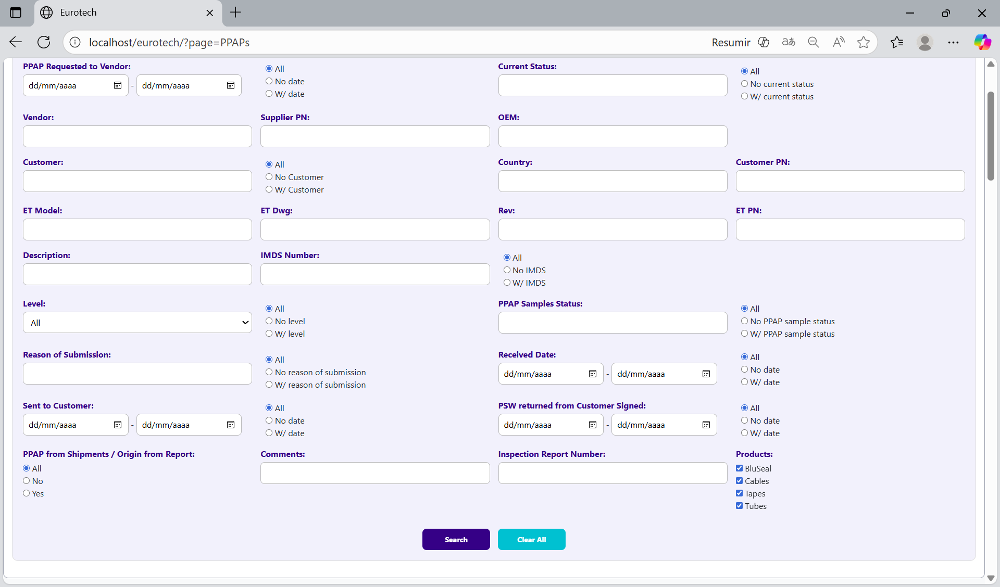 Eurotech
localhost/eurotech/?page=PPAPs
Resumir
PPAP Requested to Vendor:
dd/mm/aaaa - dd/mm/aaaa
All
No date
W/ date
Current Status:
All
No current status
W/ current status
Vendor:
Supplier PN:
OEM:
Customer:
All
No Customer
W/ Customer
Country:
Customer PN:
ET Model:
ET Dwg:
Rev:
ET PN:
Description:
IMDS Number:
All
No IMDS
W/ IMDS
Level:
All
All
No level
W/ level
PPAP Samples Status:
All
No PPAP sample status
W/ PPAP sample status
Reason of Submission:
All
No reason of submission
W/ reason of submission
Received Date:
dd/mm/aaaa - dd/mm/aaaa
All
No date
W/ date
Sent to Customer:
dd/mm/aaaa - dd/mm/aaaa
All
No date
W/ date
PSW returned from Customer Signed:
dd/mm/aaaa - dd/mm/aaaa
All
No date
W/ date
PPAP from Shipments / Origin from Report:
All
No
Yes
Comments:
Inspection Report Number:
Products:
BluSeal
Cables
Tapes
Tubes
Search
Clear All